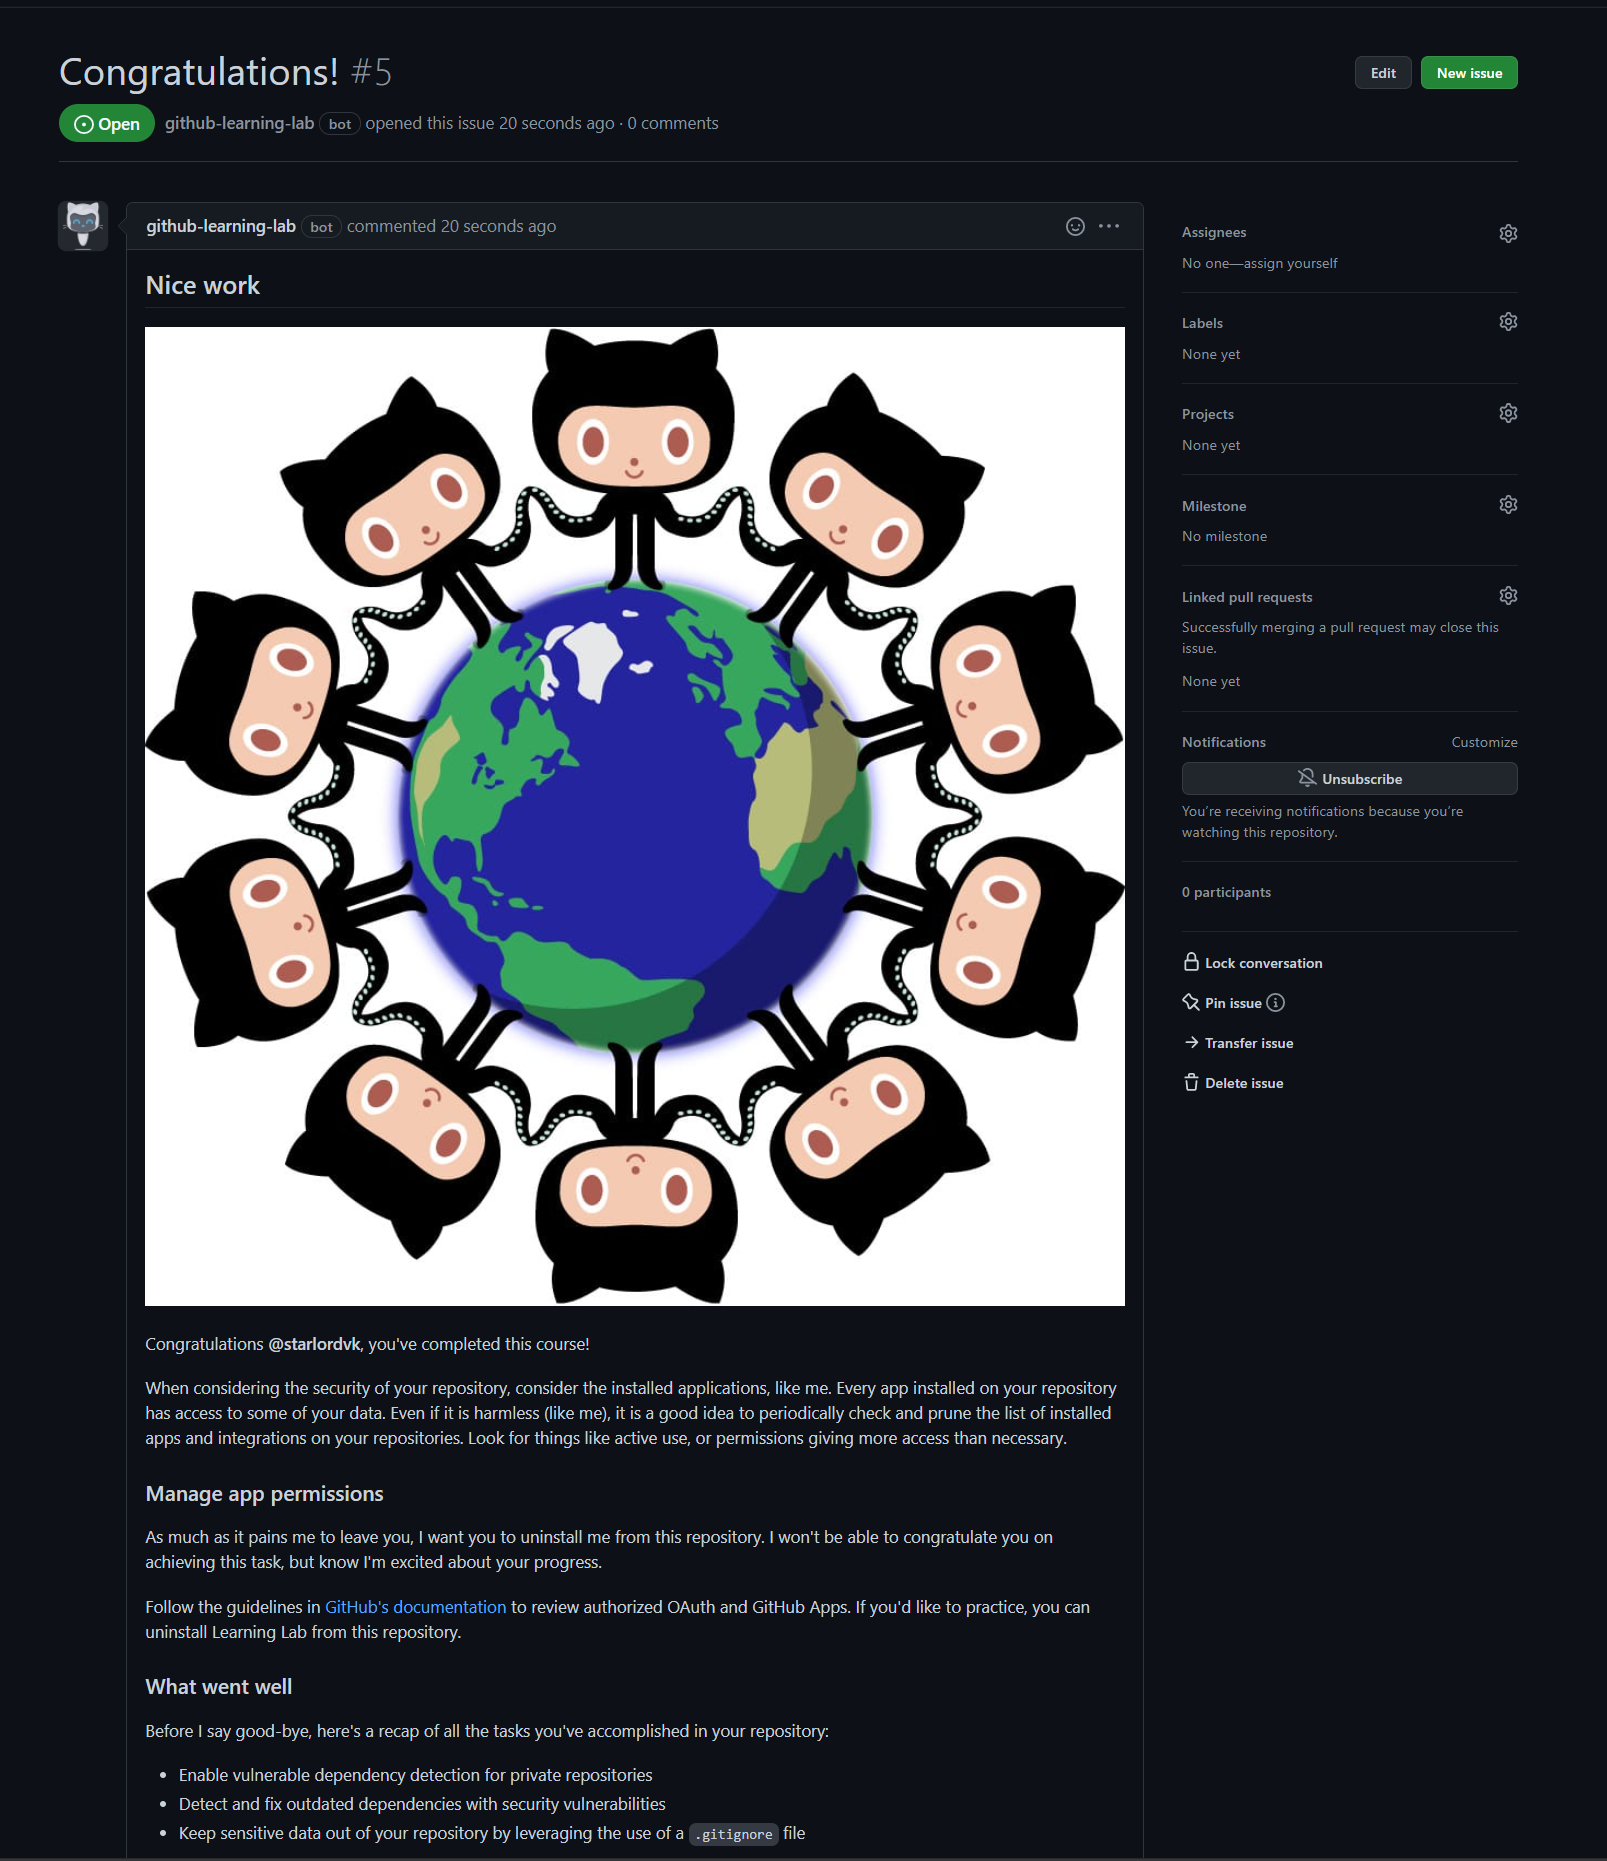 Congratulations! #5
Edit
New issue
Open
github-learning-lab bot opened this issue 20 seconds ago · 0 comments
github-learning-lab bot commented 20 seconds ago
Nice work
Congratulations @starlordvk, you've completed this course!
When considering the security of your repository, consider the installed applications, like me. Every app installed on your repository
has access to some of your data. Even if it is harmless (like me), it is a good idea to periodically check and prune the list of installed
apps and integrations on your repositories. Look for things like active use, or permissions giving more access than necessary.
Manage app permissions
As much as it pains me to leave you, I want you to uninstall me from this repository. I won't be able to congratulate you on
achieving this task, but know I'm excited about your progress.
Follow the guidelines in GitHub's documentation to review authorized OAuth and GitHub Apps. If you'd like to practice, you can
uninstall Learning Lab from this repository.
What went well
Before I say good-bye, here's a recap of all the tasks you've accomplished in your repository:
• Enable vulnerable dependency detection for private repositories
• Detect and fix outdated dependencies with security vulnerabilities
• Keep sensitive data out of your repository by leveraging the use of a .gitignore file
Assignees
No one—assign yourself
Labels
None yet
Projects
None yet
Milestone
No milestone
Linked pull requests
Successfully merging a pull request may close this
issue.
None yet
Notifications
Customize
Unsubscribe
You’re receiving notifications because you’re
watching this repository.
0 participants
Lock conversation
Pin issue
Transfer issue
Delete issue